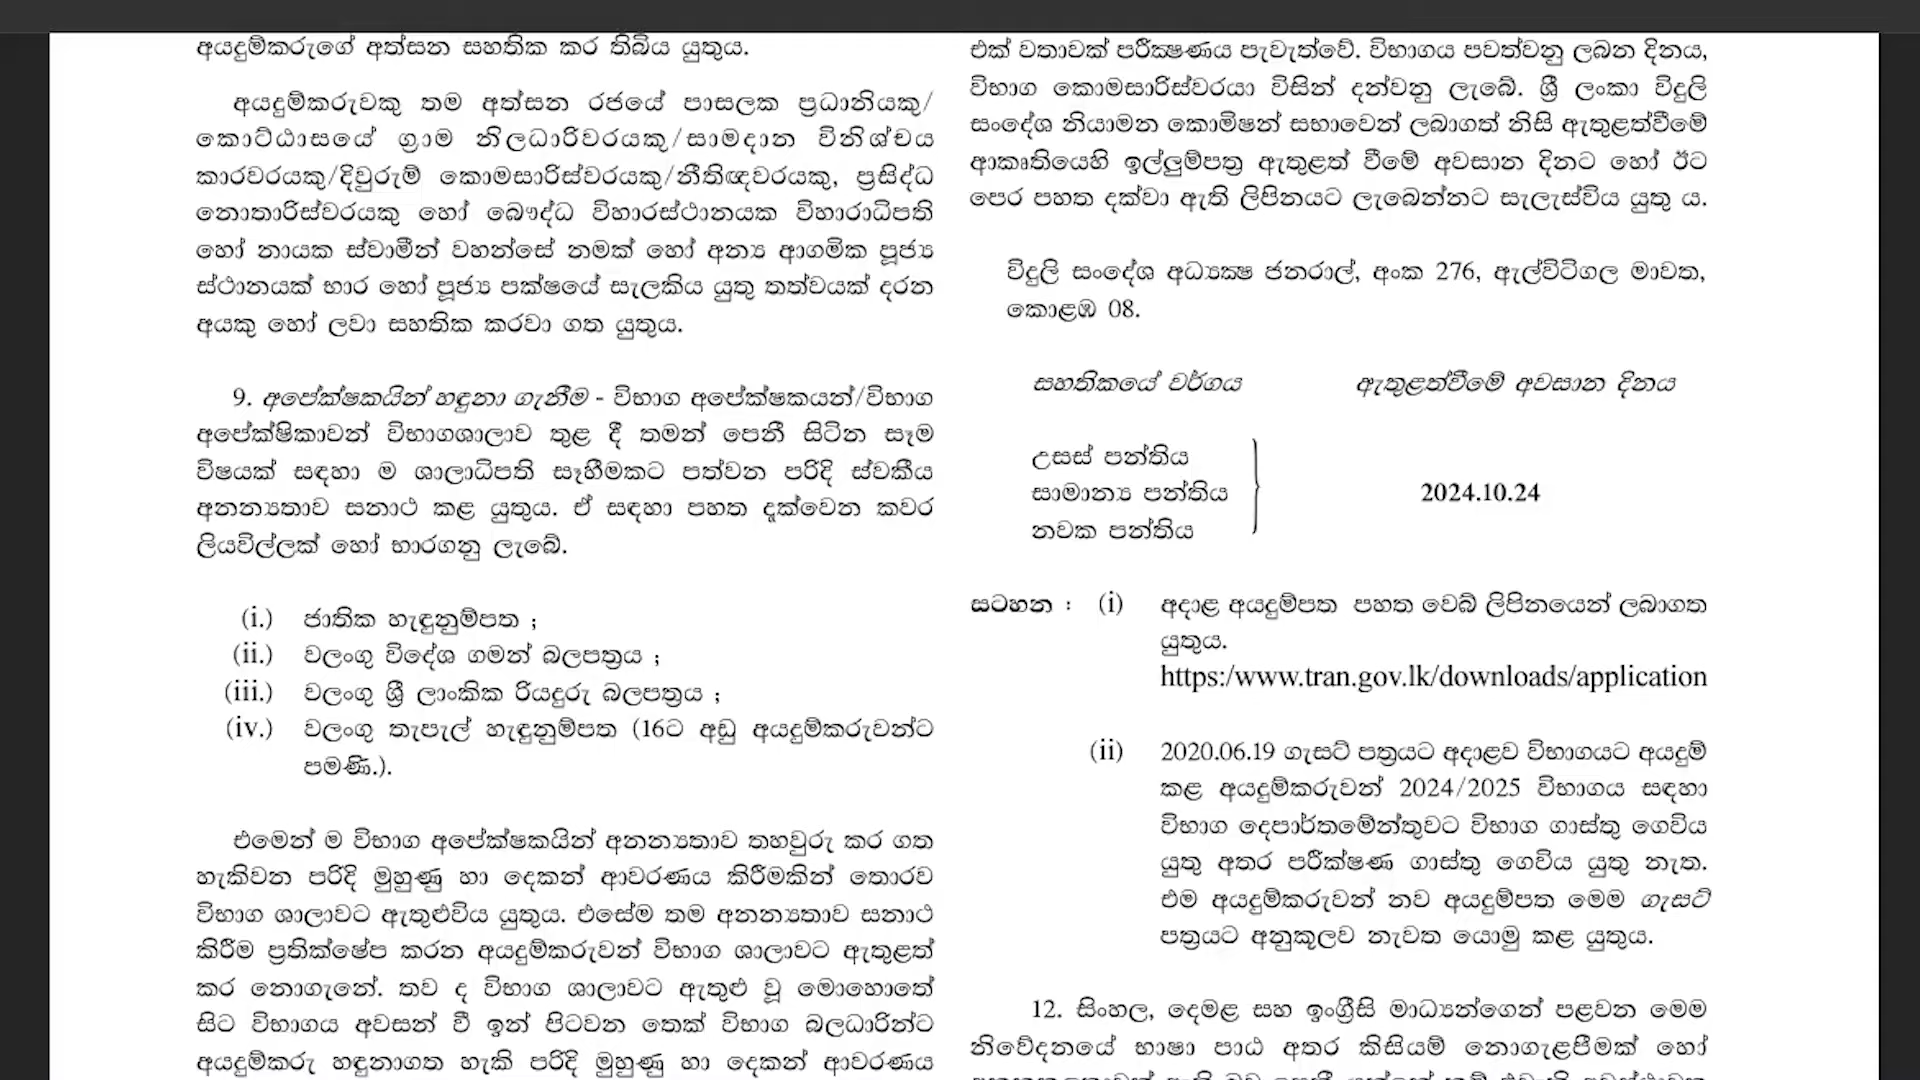 අයදුම්කරුගේ අත්සන සහතික කර තිබිය යුතුය.
අයදුම්කරුවකු තම අත්සන රජයේ පාසලක ප්‍රධානියකු/
කොට්ඨාසයේ ග්‍රාම නිලධාරිවරයකු/සාමදාන විනිශ්චය
කාරවරයකු/දිවුරුම් කොමසාරිස්වරයකු/නීතිඥවරයකු, ප්‍රසිද්ධ
නොතාරිස්වරයකු හෝ බෞද්ධ විහාරස්ථානයක විහාරාධිපති
හෝ නායක ස්වාමීන් වහන්සේ නමක් හෝ අන්‍ය ආගමික පූජ්‍ය
ස්ථානයක් භාර හෝ පූජ්‍ය පක්ෂයේ සැලකිය යුතු තත්වයක් දරන
අයකු හෝ ලවා සහතික කරවා ගත යුතුය.
9. අපේක්ෂකයින් හඳුනා ගැනීම - විභාග අපේක්ෂකයන්/විභාග
අපේක්ෂිකාවන් විභාගශාලාව තුළ දී තමන් පෙනී සිටින සෑම
විෂයක් සඳහා ම ශාලාධිපති සෑහීමකට පත්වන පරිදි ස්වකීය
අනන්‍යතාව සනාථ කළ යුතුය. ඒ සඳහා පහත දැක්වෙන කවර
ලියවිල්ලක් හෝ භාරගනු ලැබේ.
(i.) ජාතික හැඳුනුම්පත ;
(ii.) වලංගු විදේශ ගමන් බලපත්‍රය ;
(iii.) වලංගු ශ්‍රී ලාංකික රියදුරු බලපත්‍රය ;
(iv.) වලංගු තැපැල් හැඳුනුම්පත (16ට අඩු අයදුම්කරුවන්ට
පමණි.).
එමෙන් ම විභාග අපේක්ෂකයින් අනන්‍යතාව තහවුරු කර ගත
හැකිවන පරිදි මුහුණු හා දෙකන් ආවරණය කිරීමකින් තොරව
විභාග ශාලාවට ඇතුළුවිය යුතුය. එසේම තම අනන්‍යතාව සනාථ
කිරීම ප්‍රතික්ෂේප කරන අයදුම්කරුවන් විභාග ශාලාවට ඇතුළත්
කර නොගැනේ. තව ද විභාග ශාලාවට ඇතුළු වූ මොහොතේ
සිට විභාගය අවසන් වී ඉන් පිටවන තෙක් විභාග බලධාරින්ට
අයදුම්කරු හඳුනාගත හැකි පරිදි මුහුණු හා දෙකන් ආවරණය
එක් වතාවක් පරීක්‍ෂණය පැවැත්වේ. විභාගය පවත්වනු ලබන දිනය,
විභාග කොමසාරිස්වරයා විසින් දන්වනු ලැබේ. ශ්‍රී ලංකා විදුලි
සංදේශ නියාමන කොමිෂන් සභාවෙන් ලබාගත් නිසි ඇතුළත්වීමේ
ආකෘතියෙහි ඉල්ලුම්පත්‍ර ඇතුළත් වීමේ අවසාන දිනට හෝ ඊට
පෙර පහත දක්වා ඇති ලිපිනයට ලැබෙන්නට සැලැස්විය යුතු ය.
විදුලි සංදේශ අධ්‍යක්‍ෂ ජනරාල්, අංක 276, ඇල්විටිගල මාවත,
කොළඹ 08.
සහතිකයේ වර්ගය ඇතුළත්වීමේ අවසාන දිනය
උසස් පන්තිය
සාමාන්‍ය පන්තිය 2024.10.24
නවක පන්තිය
සටහන : (i) අදාළ අයදුම්පත පහත වෙබ් ලිපිනයෙන් ලබාගත
යුතුය.
https:/www.tran.gov.lk/downloads/application
(ii) 2020.06.19 ගැසට් පත්‍රයට අදාළව විභාගයට අයදුම්
කළ අයදුම්කරුවන් 2024/2025 විභාගය සඳහා
විභාග දෙපාර්තමේන්තුවට විභාග ගාස්තු ගෙවිය
යුතු අතර පරීක්ෂණ ගාස්තු ගෙවිය යුතු නැත.
එම අයදුම්කරුවන් නව අයදුම්පත මෙම ගැසට්
පත්‍රයට අනුකූලව නැවත යොමු කළ යුතුය.
12. සිංහල, දෙමළ සහ ඉංග්‍රීසි මාධ්‍යන්ගෙන් පළවන මෙම
නිවේදනයේ භාෂා පාඨ අතර කිසියම් නොගැළපීමක් හෝ